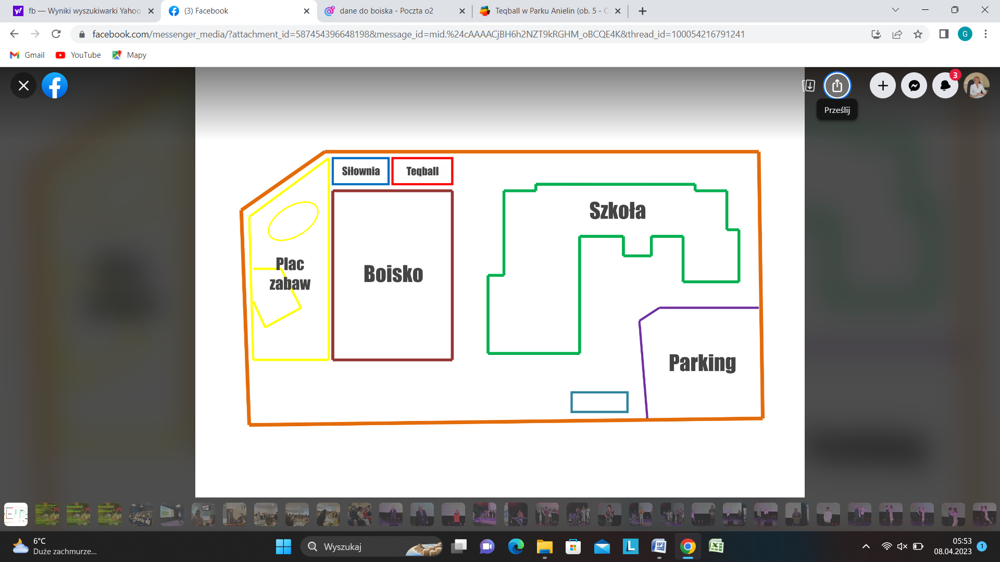 fb — Wyniki wyszukiwarki Yahoo
(3) Facebook
dane do boiska - Poczta o2
Teqball w Parku Anielin (ob. 5 - C
facebook.com/messenger_media/?attachment_id=587454396648198&message_id=mid.%24cAAAACjBH6h2NZT9kRGHM_oBCQE4K&thread_id=100054216791241
G
Gmail
YouTube
Mapy
3
Prześlij
Siłownia
Teqball
Szkoła
Plac
zabaw
Boisko
Parking
6°C
Duże zachmurze...
Wyszukaj
05:53
08.04.2023
1